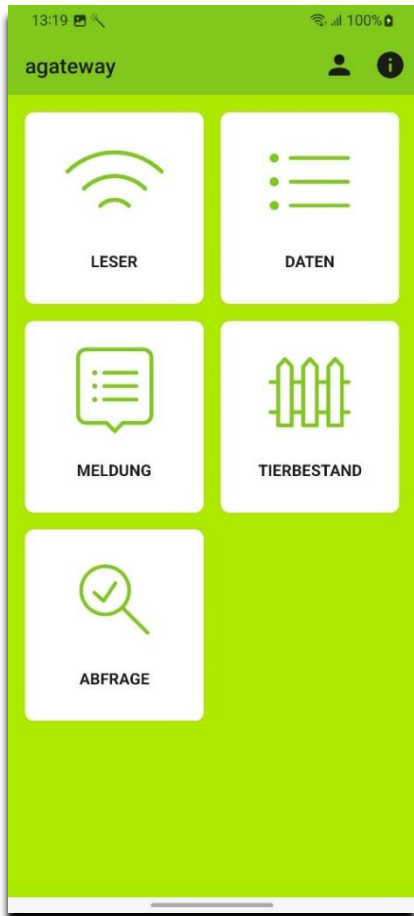 13:19 100%
agateway
LESER DATEN
MELDUNG TIERBESTAND
ABFRAGE